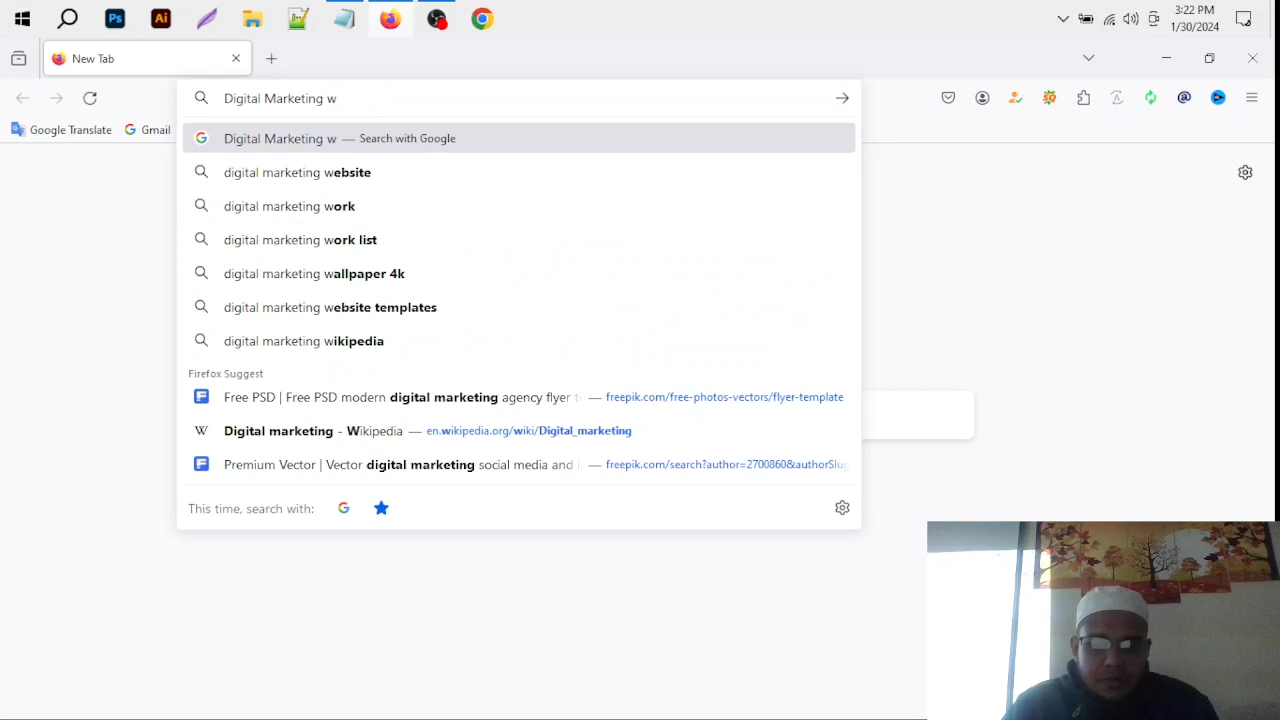 Ps
Ai
3:22 PM
1/30/2024
New Tab
Digital Marketing w
Google Translate
Gmail
Digital Marketing w — Search with Google
digital marketing website
digital marketing work
digital marketing work list
digital marketing wallpaper 4k
digital marketing website templates
digital marketing wikipedia
Firefox Suggest
Free PSD | Free PSD modern digital marketing agency flyer — freepik.com/free-photos-vectors/flyer-template
W Digital marketing - Wikipedia — en.wikipedia.org/wiki/Digital_marketing
Premium Vector | Vector digital marketing social media and — freepik.com/search?author=2700860&authorSlug
This time, search with: